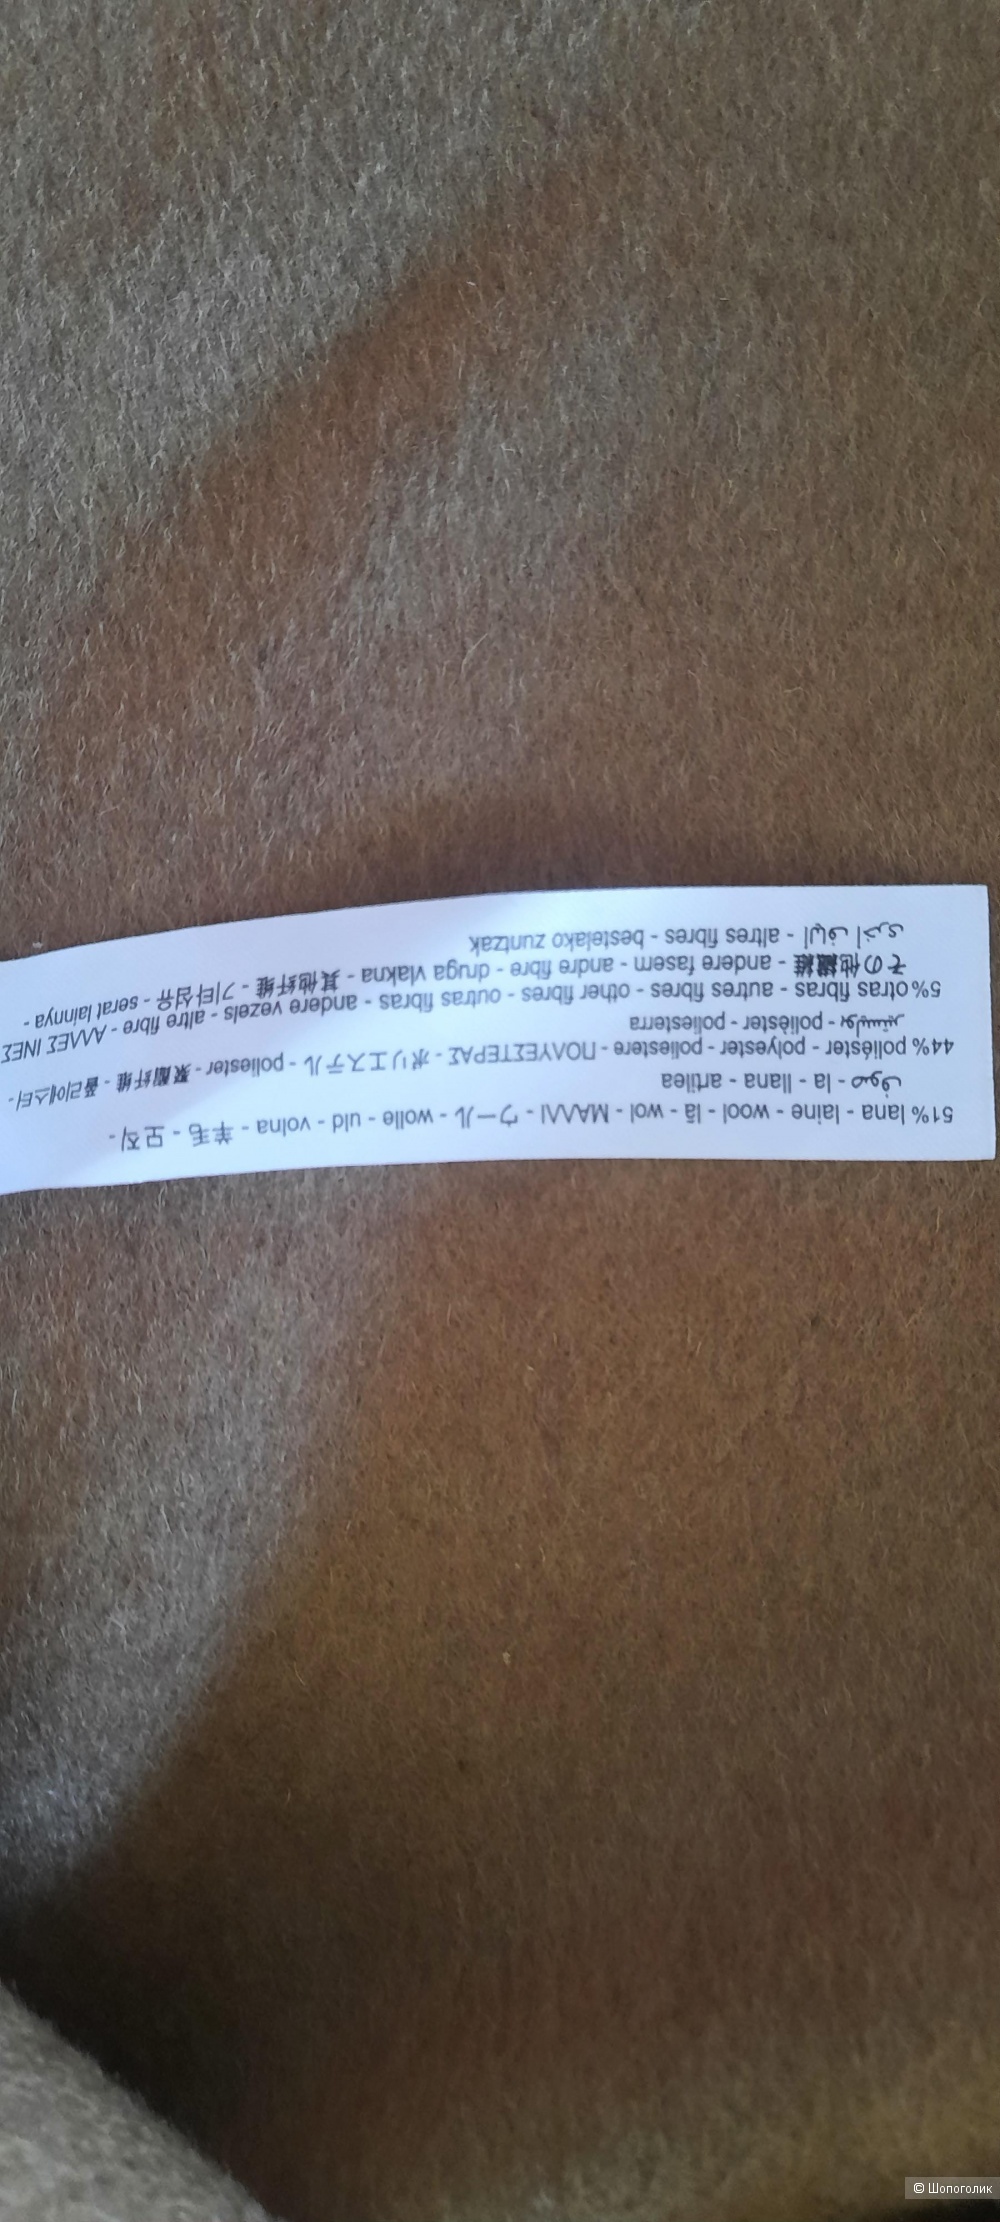 51% lana - laine - wool - lã - wol - ΜΑΛΛΙ - ウール - wolle - uld - volna - 羊毛 - 모 직 -
صوف - la - llana - artilea
44% poliéster - polyester - poliestere - ΠΟΛΥΕΣΤΕΡΑΣ - ポリエステル - poliester - 聚酯纤维 - 폴리에스터 -
poliéster - poliesterra
5% otras fibras - autres fibres - other fibres - outras fibras - andere vezels - altre fibre - ΑΛΛΕΣ ΙΝΕΣ
その他繊維 - andere fasern - andre fibre - druga vlakna - 其他纤维 - 기타섬유 - serat lainnya -
ألياف أخرى - altres fibres - bestelako zuntzak
© Шопоголик